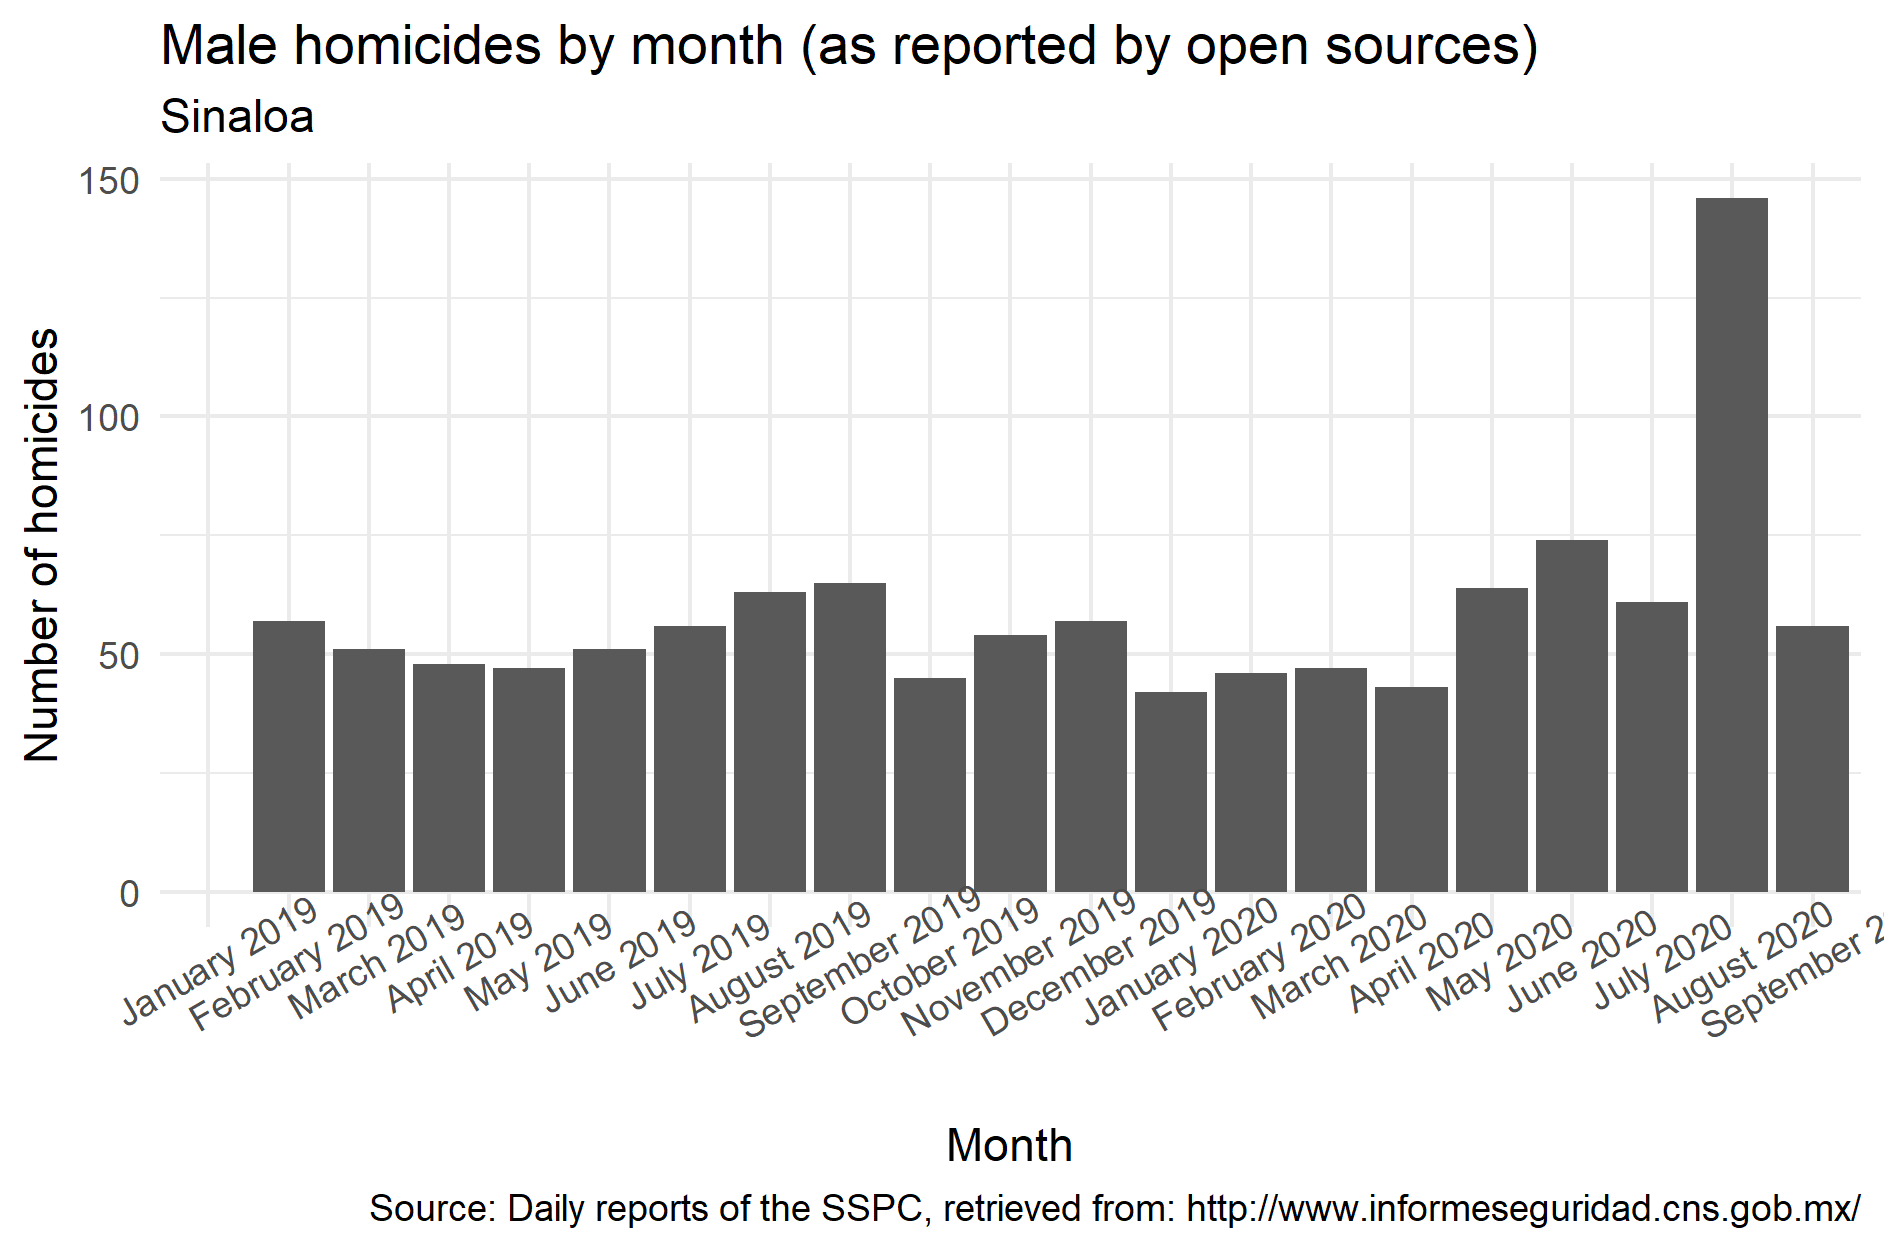 Male homicides by month (as reported by open sources)
Sinaloa
Number of homicides
150
100
50
0
January 2019
February 2019
March 2019
April 2019
May 2019
June 2019
July 2019
August 2019
September 2019
October 2019
November 2019
December 2019
January 2020
February 2020
March 2020
April 2020
May 2020
June 2020
July 2020
August 2020
September 2
Month
Source: Daily reports of the SSPC, retrieved from: http://www.informeseguridad.cns.gob.mx/